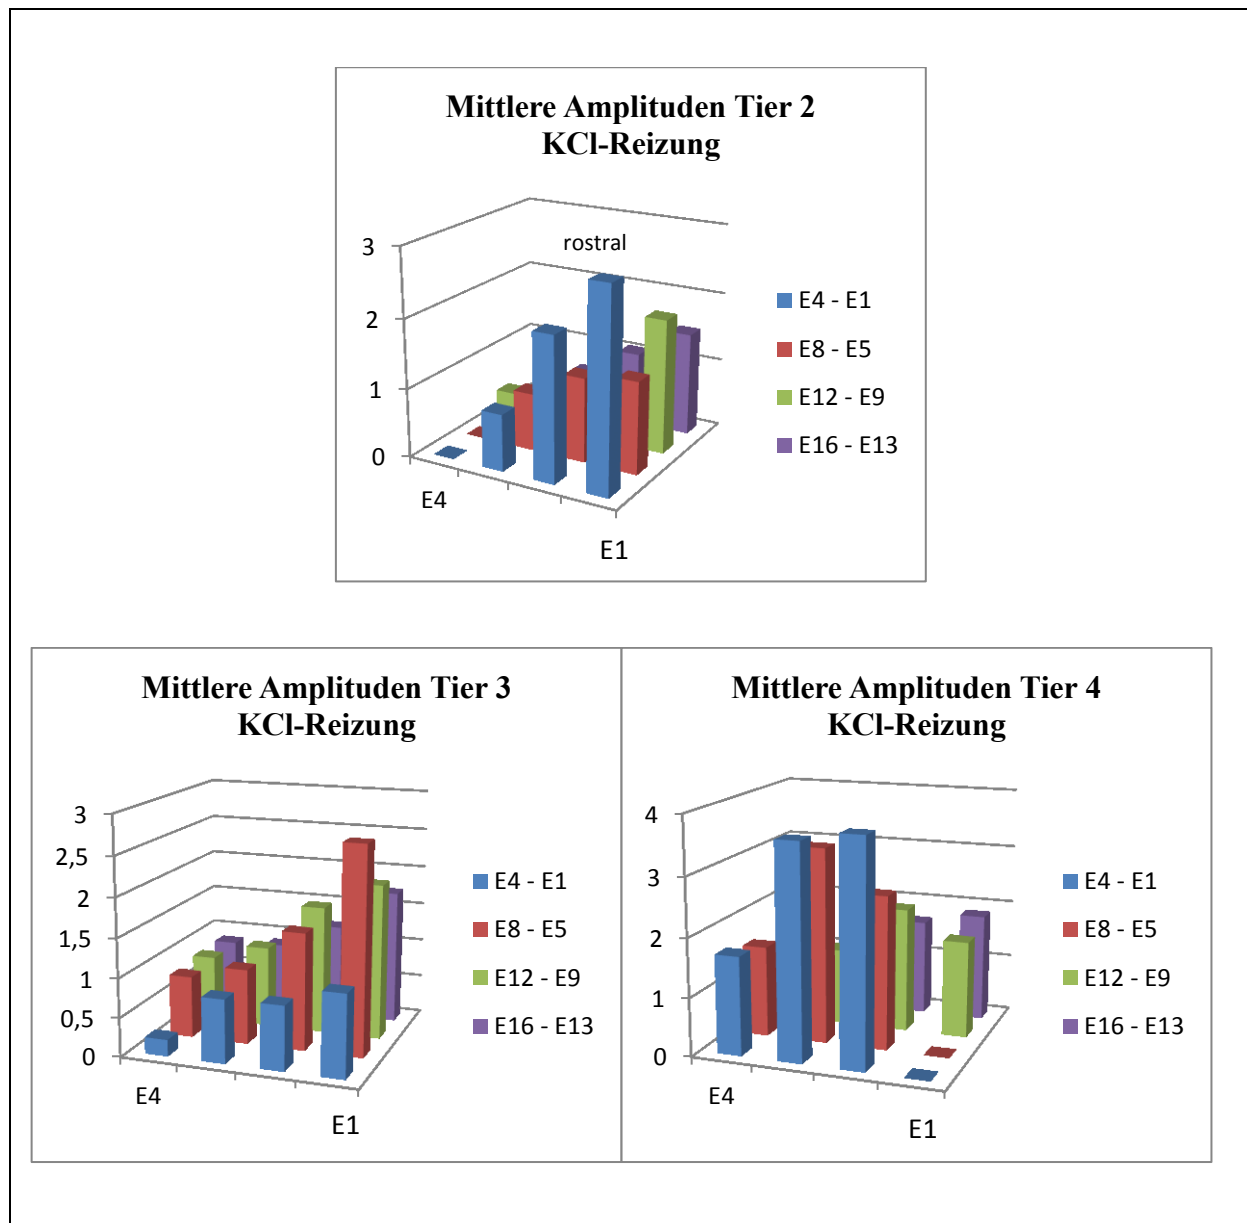 Mittlere Amplituden Tier 2
KCl-Reizung
rostral
3
2
1
0
E4
E1
E4 - E1
E8 - E5
E12 - E9
E16 - E13
Mittlere Amplituden Tier 3
KCl-Reizung
3
2,5
2
1,5
1
0,5
0
E4
E1
E4 - E1
E8 - E5
E12 - E9
E16 - E13
Mittlere Amplituden Tier 4
KCl-Reizung
4
3
2
1
0
E4
E1
E4 - E1
E8 - E5
E12 - E9
E16 - E13